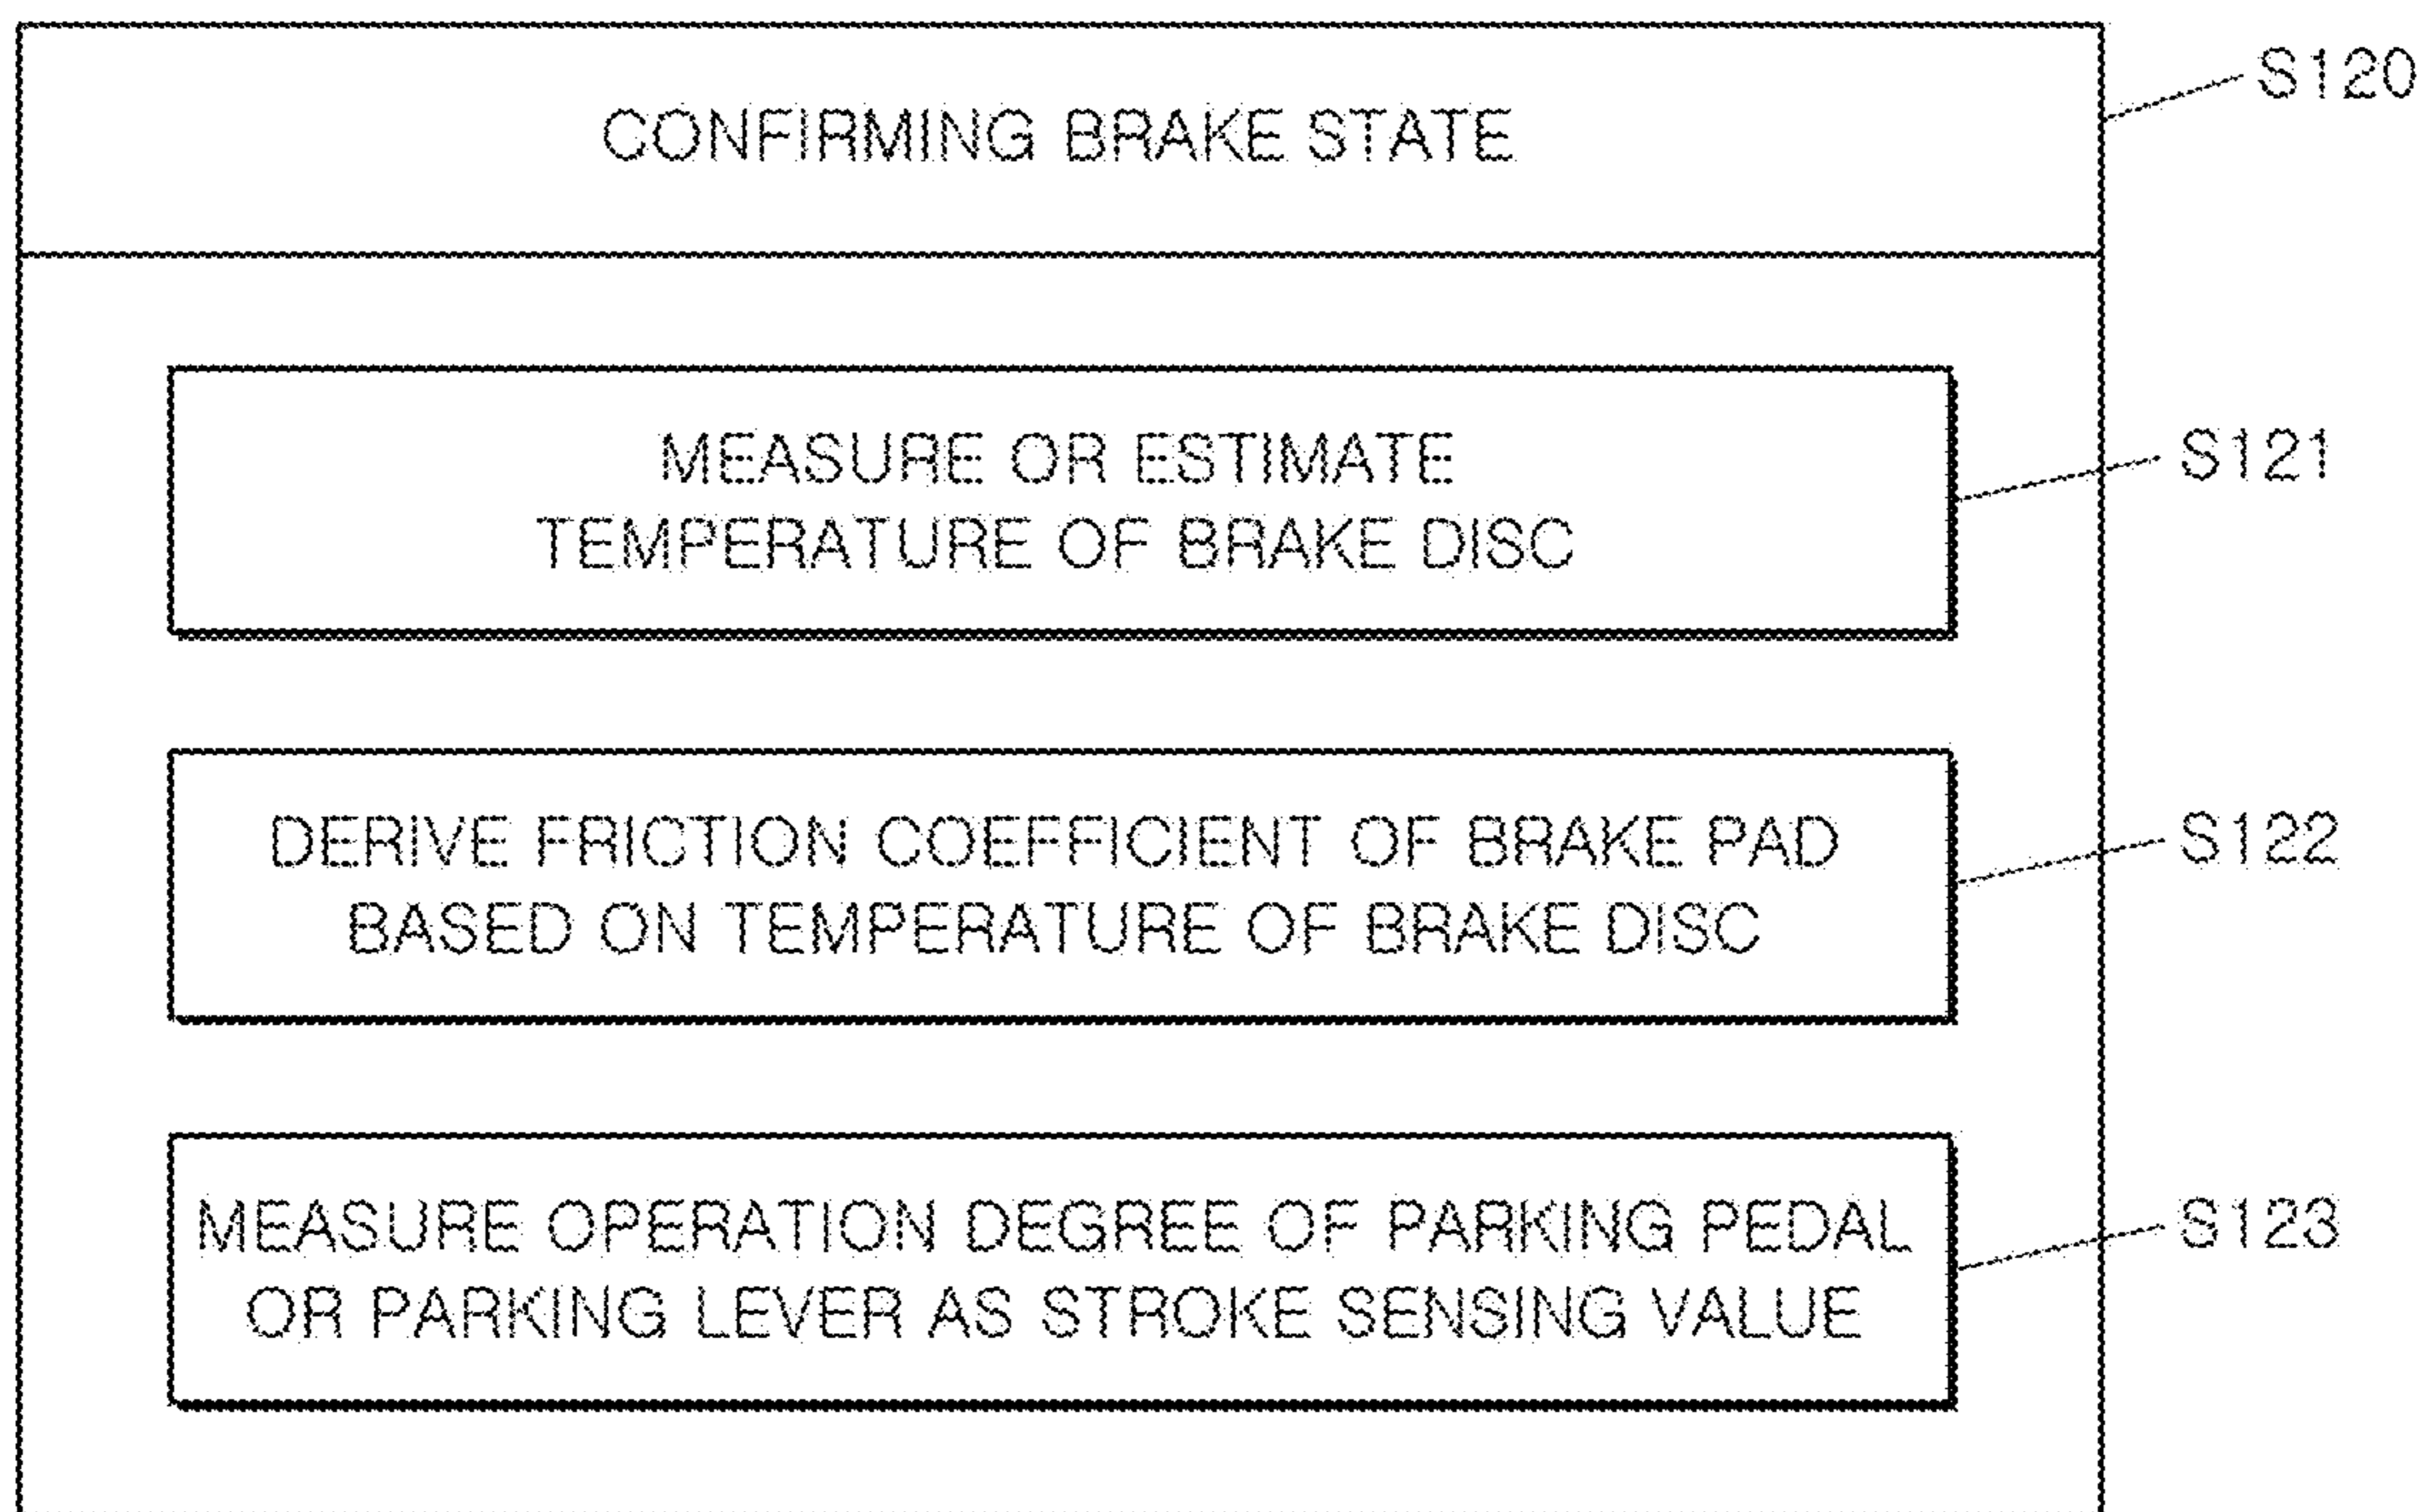 CONFIRMING BRAKE STATE
S120
MEASURE OR ESTIMATE
TEMPERATURE OF BRAKE DISC
S121
DERIVE FRICTION COEFFICIENT OF BRAKE PAD
BASED ON TEMPERATURE OF BRAKE DISC
S122
MEASURE OPERATION DEGREE OF PARKING PEDAL
OR PARKING LEVER AS STROKE SENSING VALUE
S123